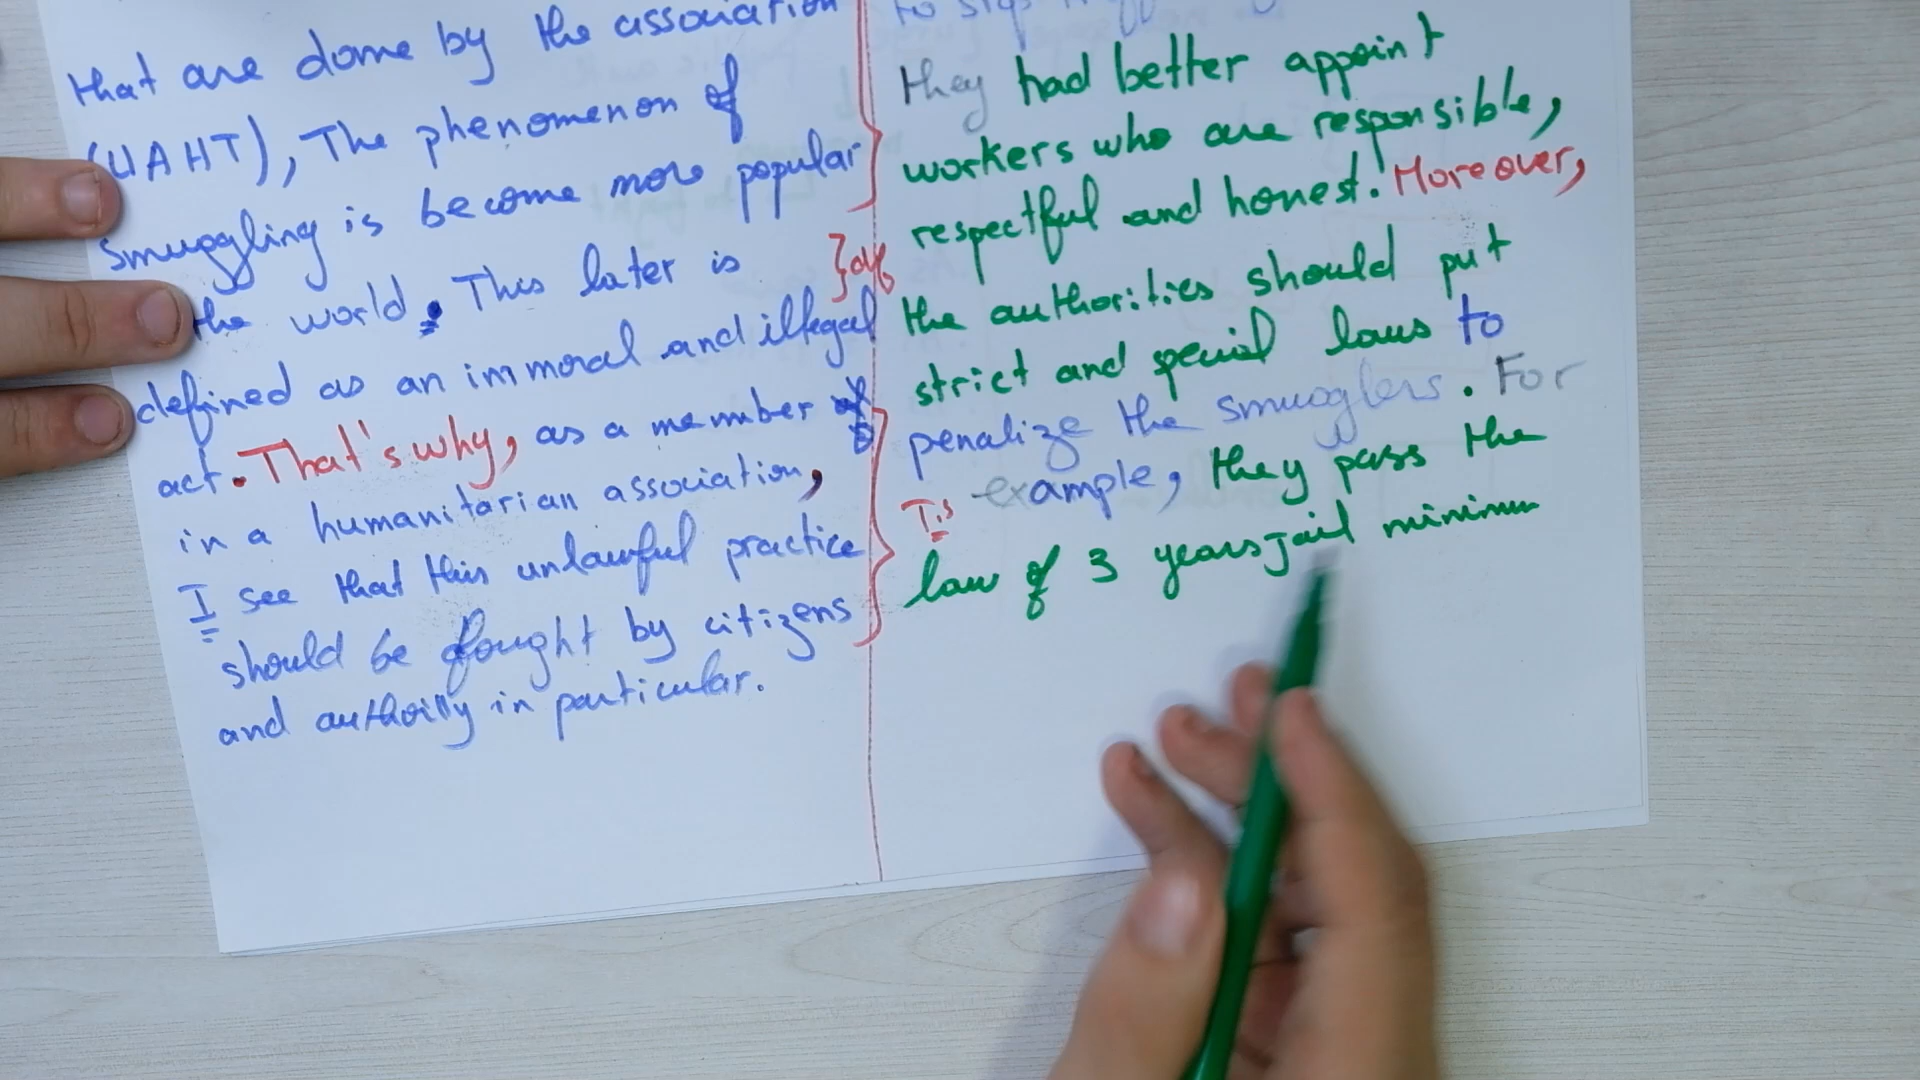 that are dome by the association
(UAHT), The phenomenon of
Smuggling is become more popular
the world. This later is
defined as an immoral and illegal
act. That's why, as a member
in a humanitarian association,
I see that this unlawful practice
should be fought by citizens
and authoirly in particular.
to stop
they had better appoint
workers who are responsible,
respectful and honest. Moreover,
the authorities should put
strict and special laws to
penalize the smugglers. For
example, they pass the
law of 3 years Jail minimum